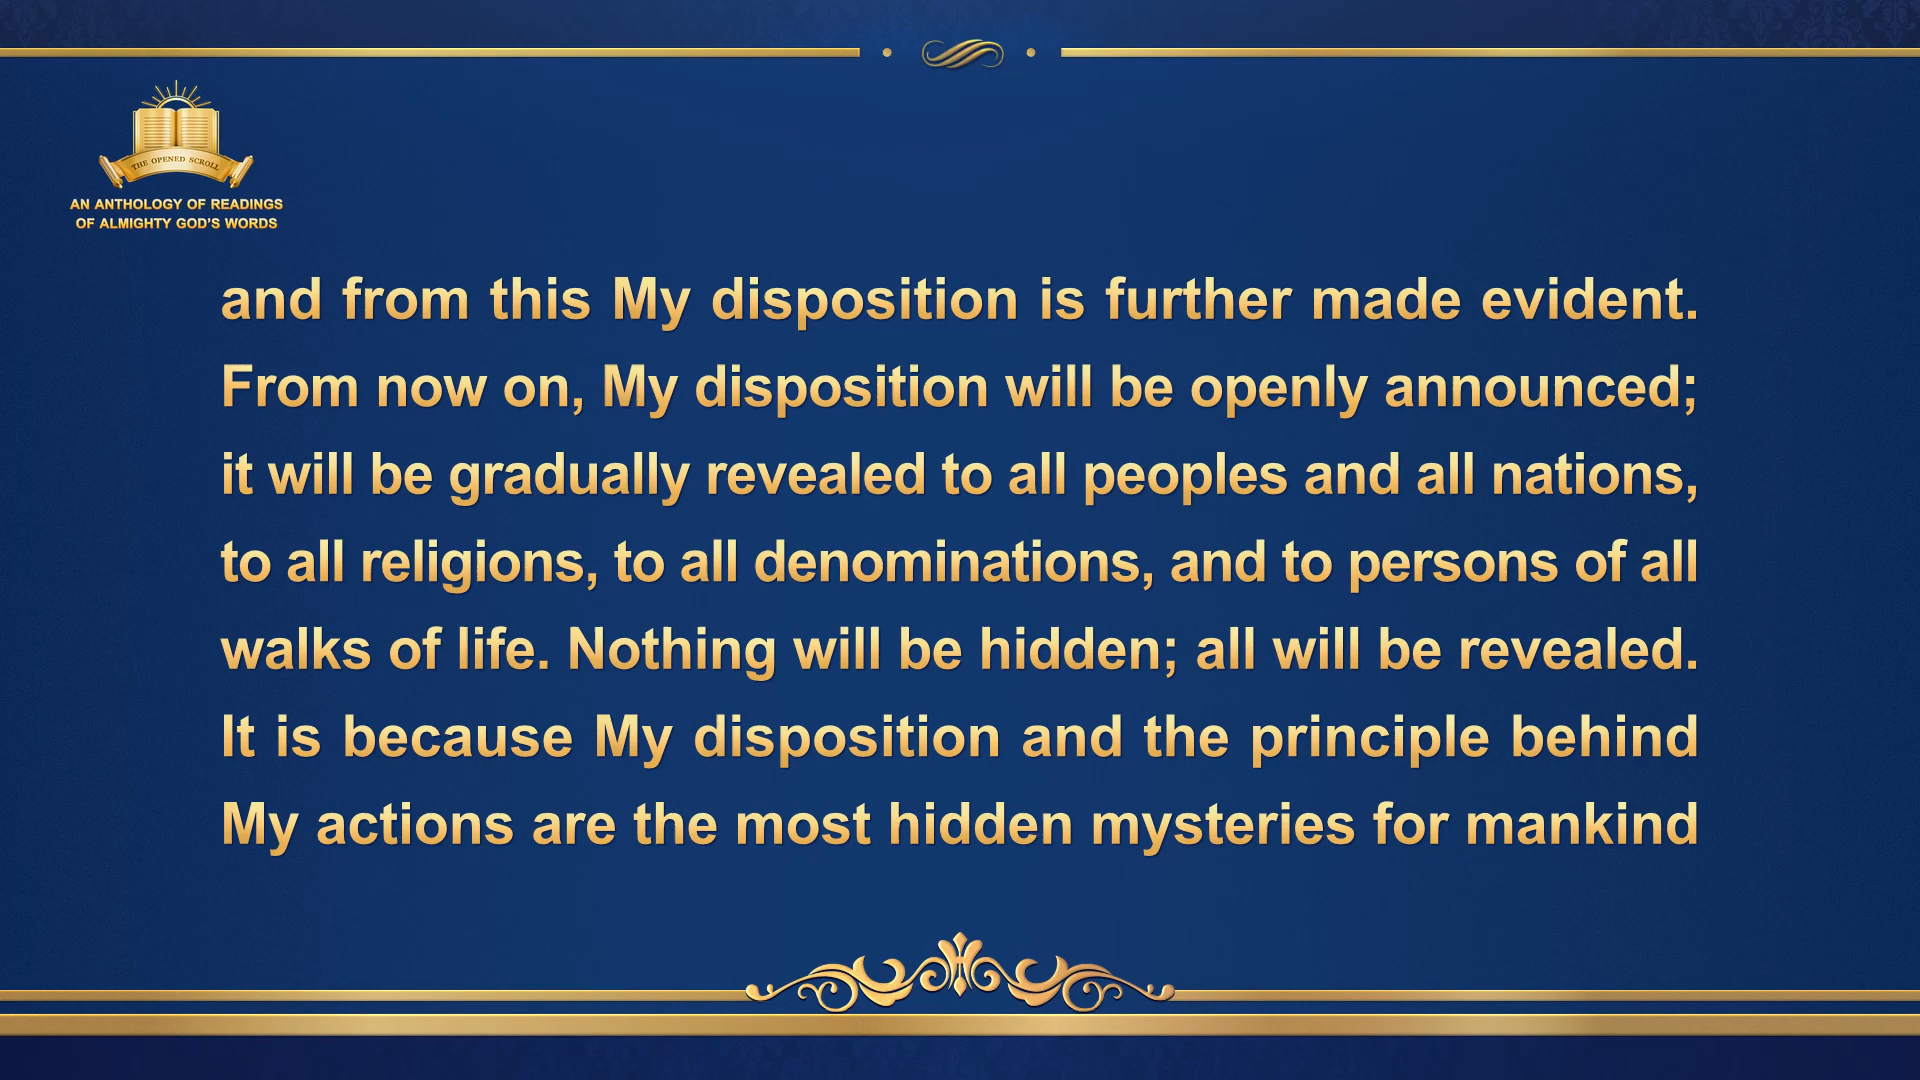 THE OPENED SCROLL
AN ANTHOLOGY OF READINGS
OF ALMIGHTY GOD'S WORDS
and from this My disposition is further made evident.
From now on, My disposition will be openly announced;
it will be gradually revealed to all peoples and all nations,
to all religions, to all denominations, and to persons of all
walks of life. Nothing will be hidden; all will be revealed.
It is because My disposition and the principle behind
My actions are the most hidden mysteries for mankind